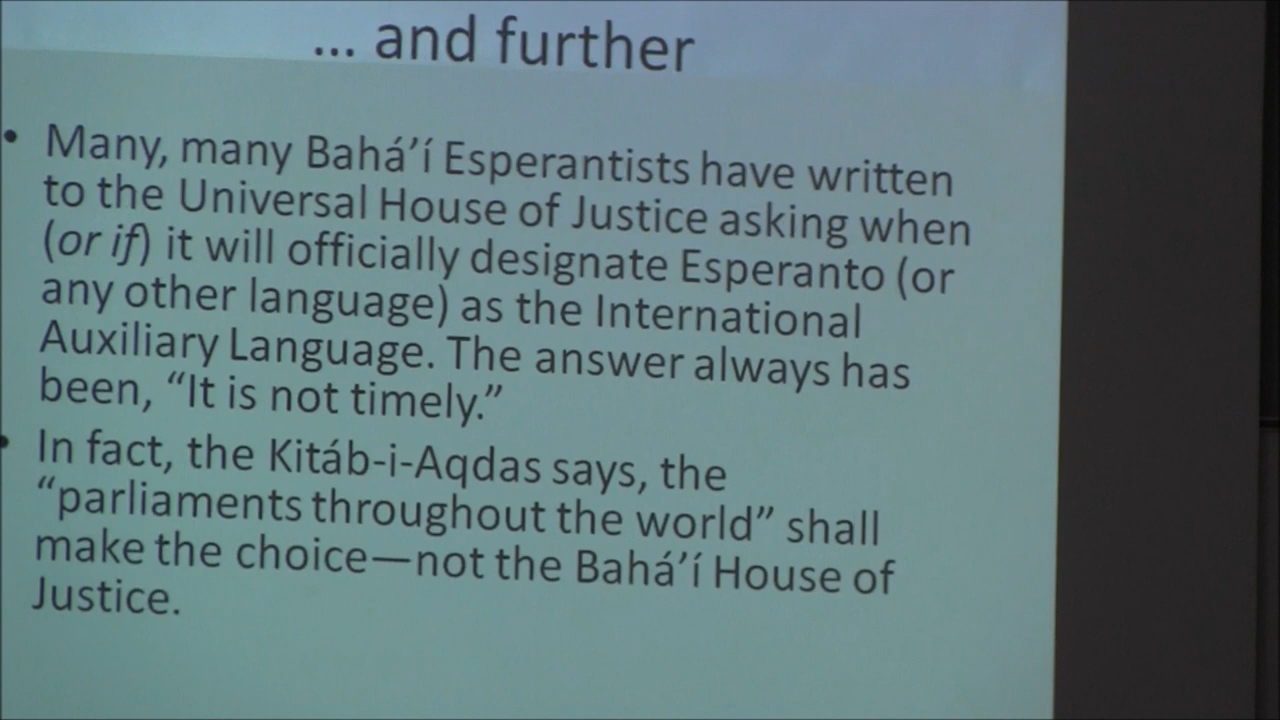 ... and further
• Many, many Bahá’í Esperantists have written
to the Universal House of Justice asking when
(or if) it will officially designate Esperanto (or
any other language) as the International
Auxiliary Language. The answer always has
been, “It is not timely.”
• In fact, the Kitáb-i-Aqdas says, the
“parliaments throughout the world” shall
make the choice—not the Bahá’í House of
Justice.